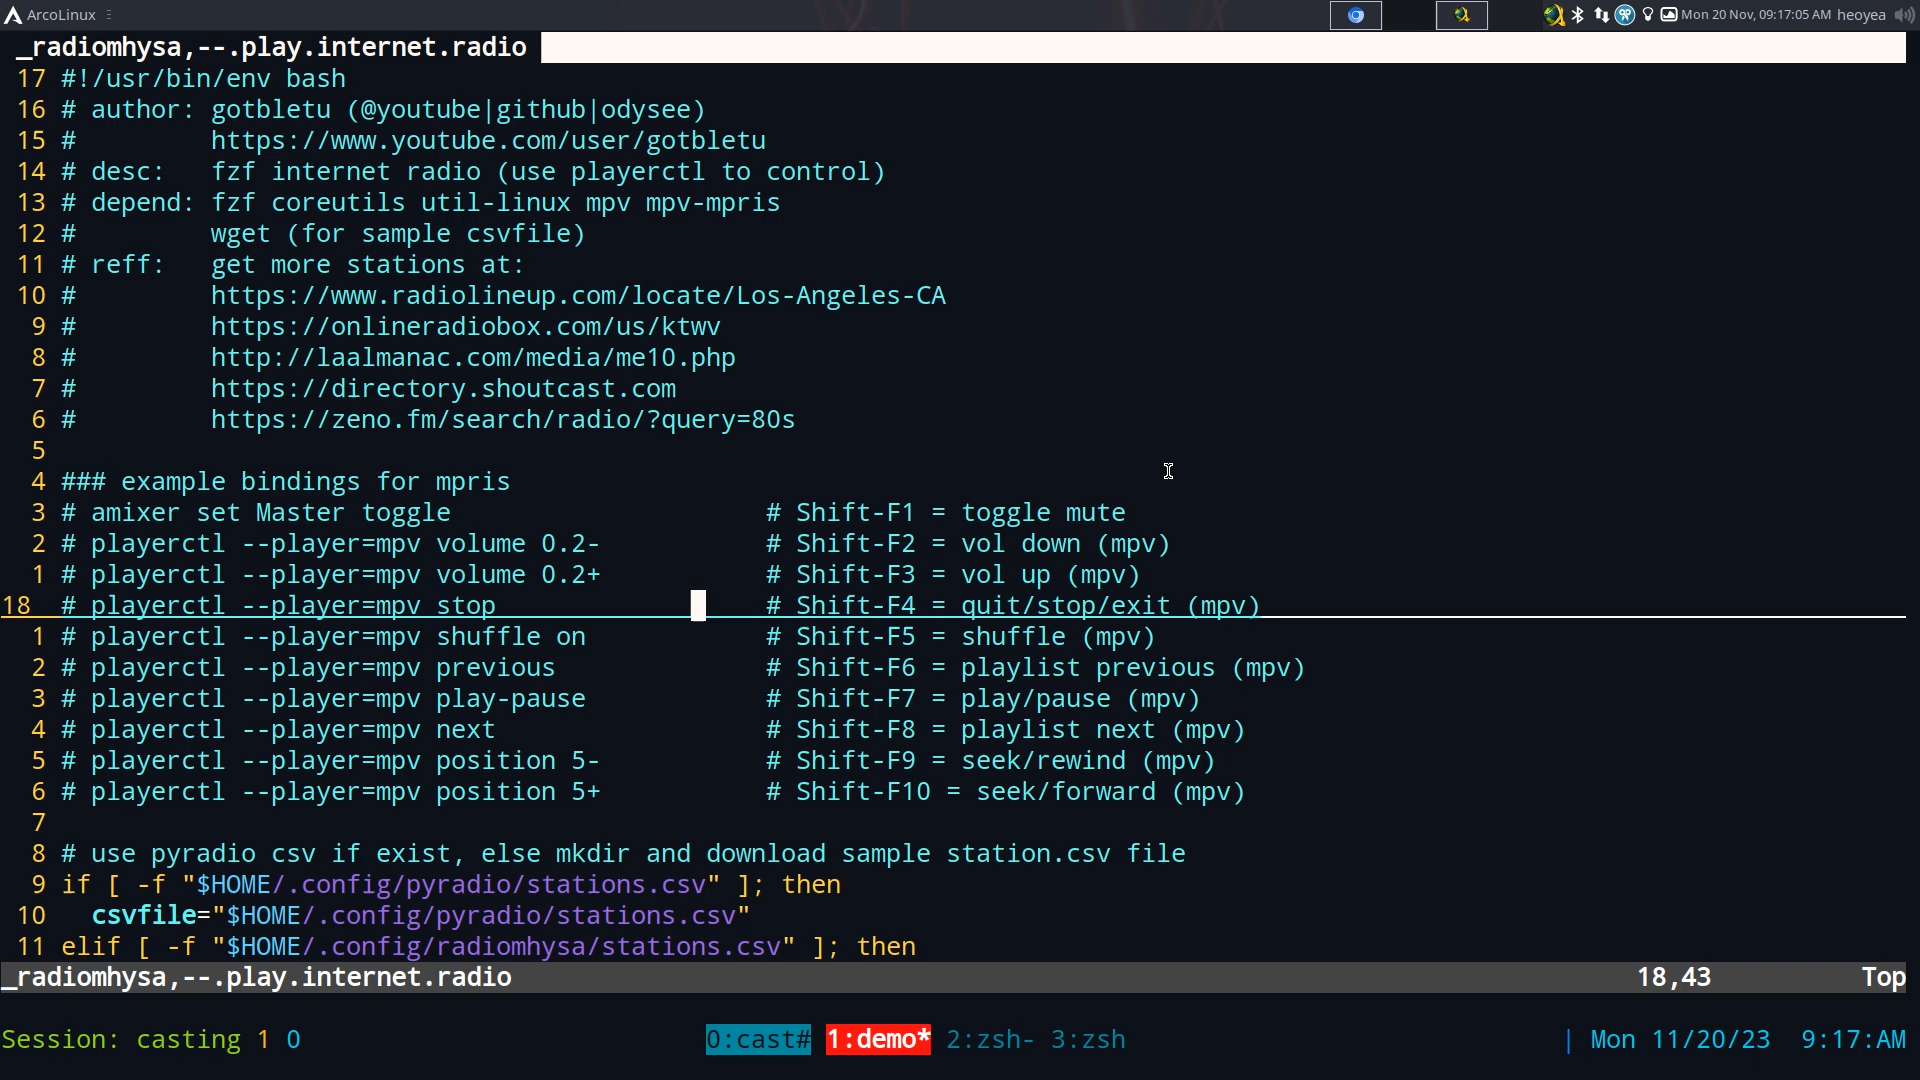 ArcoLinux
Mon 20 Nov, 09:17:05 AM heoyea
_radiomhysa,--.play.internet.radio
17 #!/usr/bin/env bash
16 # author: gotbletu (@youtube|github|odysee)
15 #         https://www.youtube.com/user/gotbletu
14 # desc:   fzf internet radio (use playerctl to control)
13 # depend: fzf coreutils util-linux mpv mpv-mpris
12 #         wget (for sample csvfile)
11 # reff:   get more stations at:
10 #         https://www.radiolineup.com/locate/Los-Angeles-CA
9 #         https://onlineradiobox.com/us/ktwv
8 #         http://laalmanac.com/media/me10.php
7 #         https://directory.shoutcast.com
6 #         https://zeno.fm/search/radio/?query=80s
5
4 ### example bindings for mpris
3 # amixer set Master toggle                     # Shift-F1 = toggle mute
2 # playerctl --player=mpv volume 0.2-           # Shift-F2 = vol down (mpv)
1 # playerctl --player=mpv volume 0.2+           # Shift-F3 = vol up (mpv)
18 # playerctl --player=mpv stop                  # Shift-F4 = quit/stop/exit (mpv)
1 # playerctl --player=mpv shuffle on            # Shift-F5 = shuffle (mpv)
2 # playerctl --player=mpv previous              # Shift-F6 = playlist previous (mpv)
3 # playerctl --player=mpv play-pause            # Shift-F7 = play/pause (mpv)
4 # playerctl --player=mpv next                  # Shift-F8 = playlist next (mpv)
5 # playerctl --player=mpv position 5-           # Shift-F9 = seek/rewind (mpv)
6 # playerctl --player=mpv position 5+           # Shift-F10 = seek/forward (mpv)
7
8 # use pyradio csv if exist, else mkdir and download sample station.csv file
9 if [ -f "$HOME/.config/pyradio/stations.csv" ]; then
10   csvfile="$HOME/.config/pyradio/stations.csv"
11 elif [ -f "$HOME/.config/radiomhysa/stations.csv" ]; then
_radiomhysa,--.play.internet.radio 18,43 Top
Session: casting 1 0 0:cast# 1:demo* 2:zsh- 3:zsh | Mon 11/20/23 9:17:AM